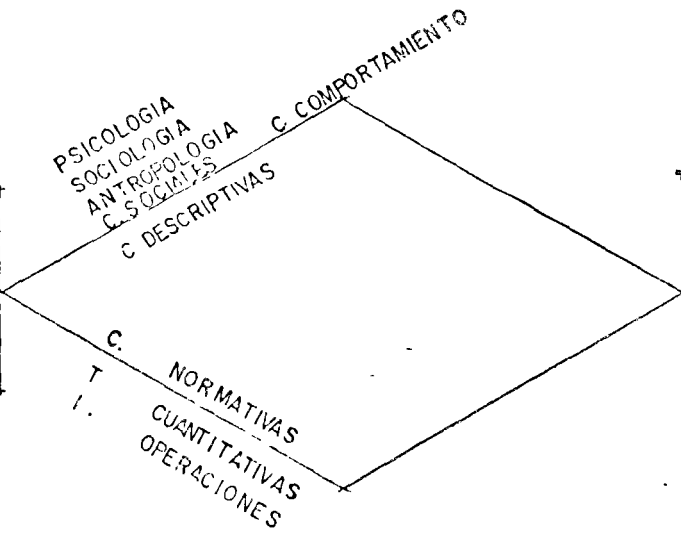 PSICOLOGIA
SOCIOLOGIA
ANTROPOLOGIA
C. SOCIALES
C COMPORTAMIENTO
C DESCRIPTIVAS
C. NORMATIVAS
T CUANTITATIVAS
I. OPERACIONES